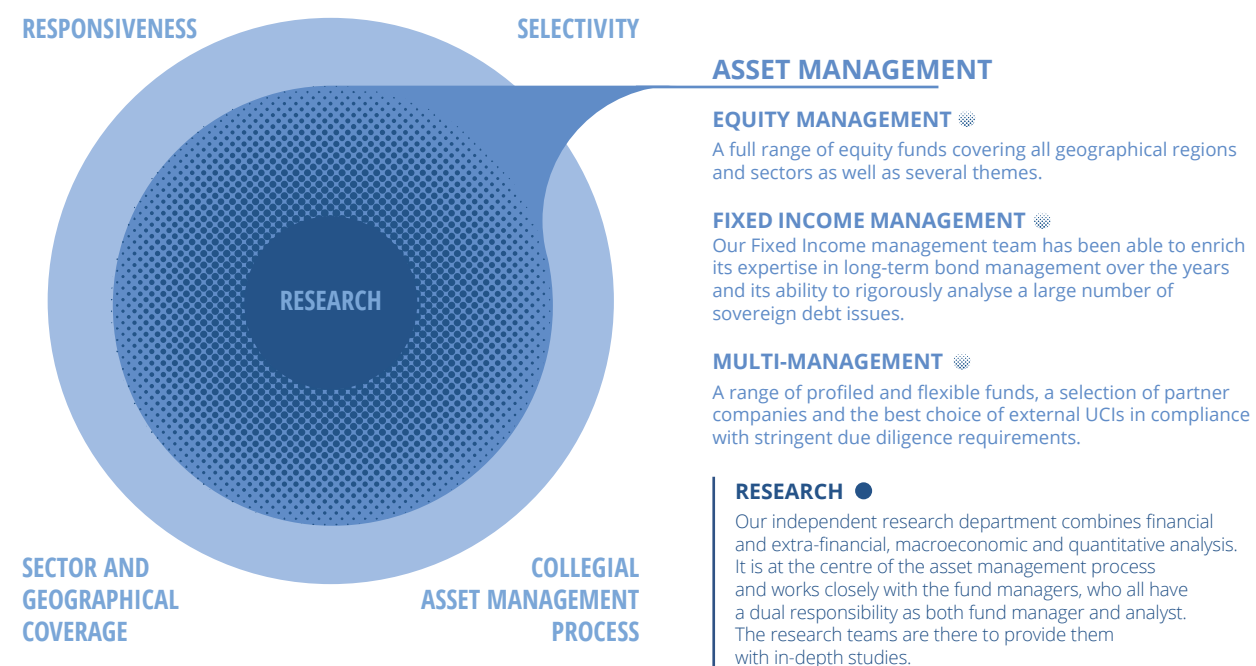 RESPONSIVENESS
SELECTIVITY
RESEARCH
SECTOR AND
GEOGRAPHICAL
COVERAGE
COLLEGIAL
ASSET MANAGEMENT
PROCESS
ASSET MANAGEMENT
EQUITY MANAGEMENT
A full range of equity funds covering all geographical regions
and sectors as well as several themes.
FIXED INCOME MANAGEMENT
Our Fixed Income management team has been able to enrich
its expertise in long-term bond management over the years
and its ability to rigorously analyse a large number of
sovereign debt issues.
MULTI-MANAGEMENT
A range of profiled and flexible funds, a selection of partner
companies and the best choice of external UCIs in compliance
with stringent due diligence requirements.
RESEARCH
Our independent research department combines financial
and extra-financial, macroeconomic and quantitative analysis.
It is at the centre of the asset management process
and works closely with the fund managers, who all have
a dual responsibility as both fund manager and analyst.
The research teams are there to provide them
with in-depth studies.